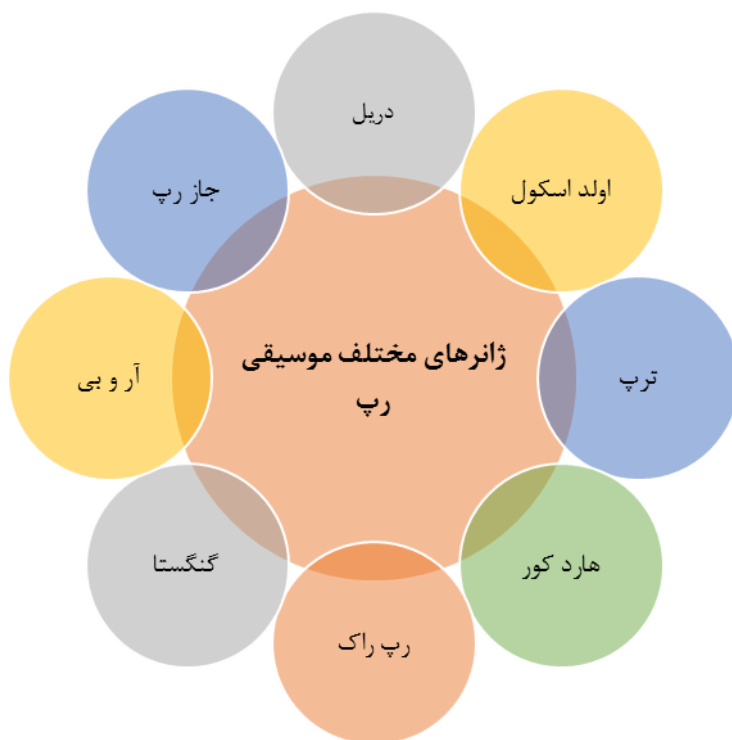 ژانرهای مختلف موسیقی
رپ
دریل
اولد اسکول
ترپ
هارد کور
رپ راک
گنگستا
آر و بی
جاز رپ